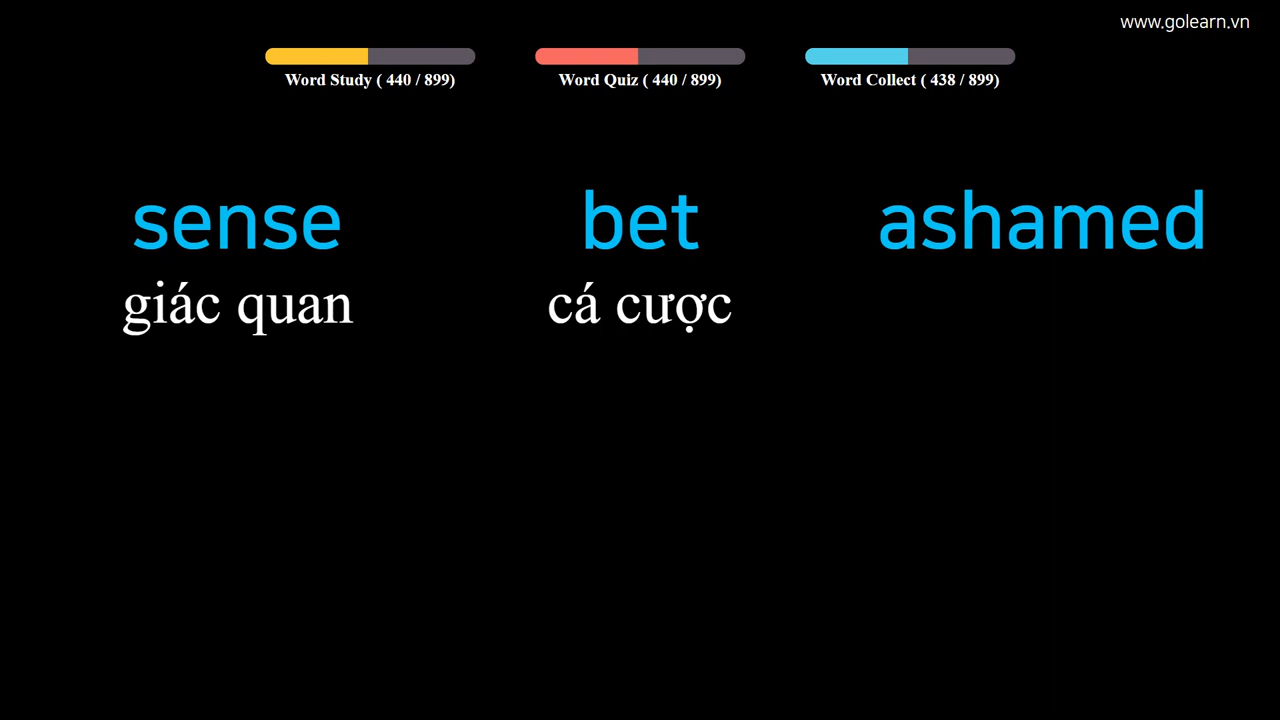 www.golearn.vn
Word Study ( 440 / 899)
Word Quiz ( 440 / 899)
Word Collect ( 438 / 899)
sense
bet
ashamed
giác quan
cá cược